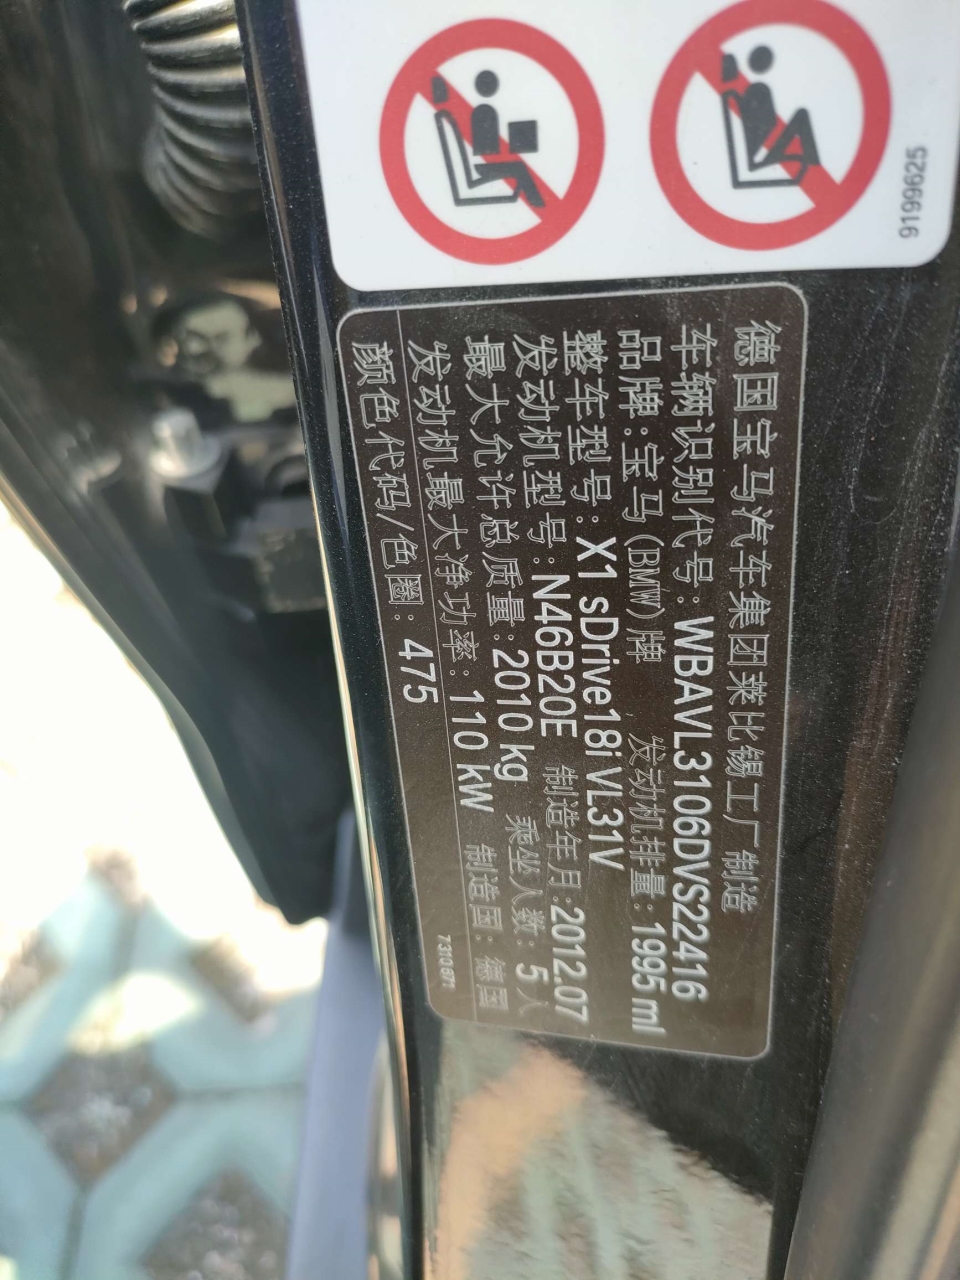 9199625
德国宝马汽车集团莱比锡工厂制造
车辆识别代号:WBAVL3106DVS22416
品牌:宝马(BMW)牌 发动机排量:1995 ml
整车型号:X1 sDrive18i VL31V
发动机型号:N46B20E 制造年月:2012.07
最大允许总质量:2010 kg 乘坐人数:5人
发动机最大净功率:110 kW 制造国:德国
颜色代码/色圈:475
7 310 671